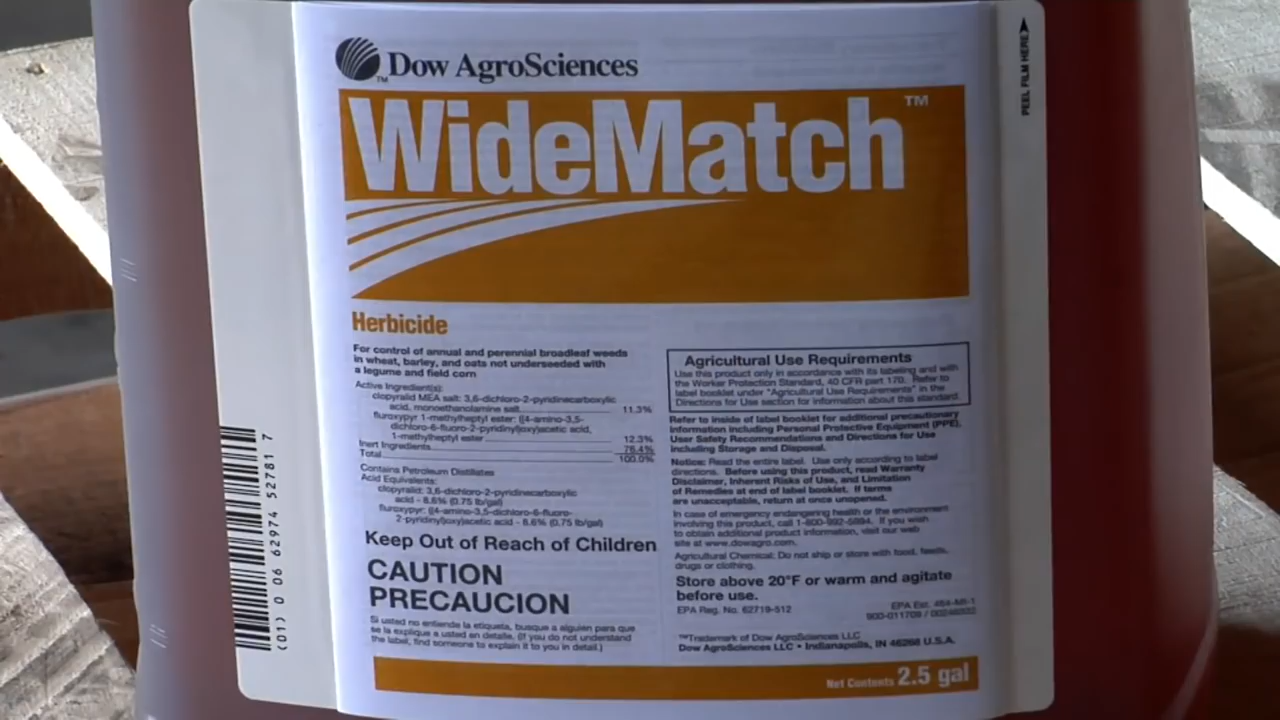 Dow AgroSciences
TM
WideMatch™
Herbicide
For control of annual and perennial broadleaf weeds
in wheat, barley, and oats not underseeded with
a legume and field corn
Active Ingredient(s):
clopyralid MEA salt: 3,6-dichloro-2-pyridinecarboxylic
acid, monoethanolamine salt 11.3%
fluroxypyr 1-methylheptyl ester: ((4-amino-3,5-
dichloro-6-fluoro-2-pyridinyl)oxy)acetic acid,
1-methylheptyl ester 12.3%
Inert Ingredients 76.4%
Total 100.0%
Contains Petroleum Distillates
Acid Equivalents:
clopyralid: 3,6-dichloro-2-pyridinecarboxylic
acid - 8.6% (0.75 lb/gal)
fluroxypyr: ((4-amino-3,5-dichloro-6-fluoro-
2-pyridinyl)oxy)acetic acid - 8.6% (0.75 lb/gal)
Keep Out of Reach of Children
CAUTION
PRECAUCION
Si usted no entiende la etiqueta, busque a alguien para que
se la explique a usted en detalle. (If you do not understand
the label, find someone to explain it to you in detail.)
Agricultural Use Requirements
Use this product only in accordance with its labeling and with
the Worker Protection Standard, 40 CFR part 170. Refer to
label booklet under "Agricultural Use Requirements" in the
Directions for Use section for information about this standard.
Refer to inside of label booklet for additional precautionary
information including Personal Protective Equipment (PPE),
User Safety Recommendations and Directions for Use
including Storage and Disposal.
Notice: Read the entire label. Use only according to label
directions. Before using this product, read Warranty
Disclaimer, Inherent Risks of Use, and Limitation
of Remedies at end of label booklet. If terms
are unacceptable, return at once unopened.
In case of emergency endangering health or the environment
involving this product, call 1-800-992-5994. If you wish
to obtain additional product information, visit our web
site at www.dowagro.com.
Agricultural Chemical: Do not ship or store with food, feeds,
drugs or clothing.
Store above 20°F or warm and agitate
before use.
EPA Reg. No. 62719-512
EPA Est. 464-MI-1
™Trademark of Dow AgroSciences LLC
Dow AgroSciences LLC • Indianapolis, IN 46268 U.S.A.
Net Contents 2.5 gal
PEEL FILM HERE
(01) 0 06 62974 52781 7